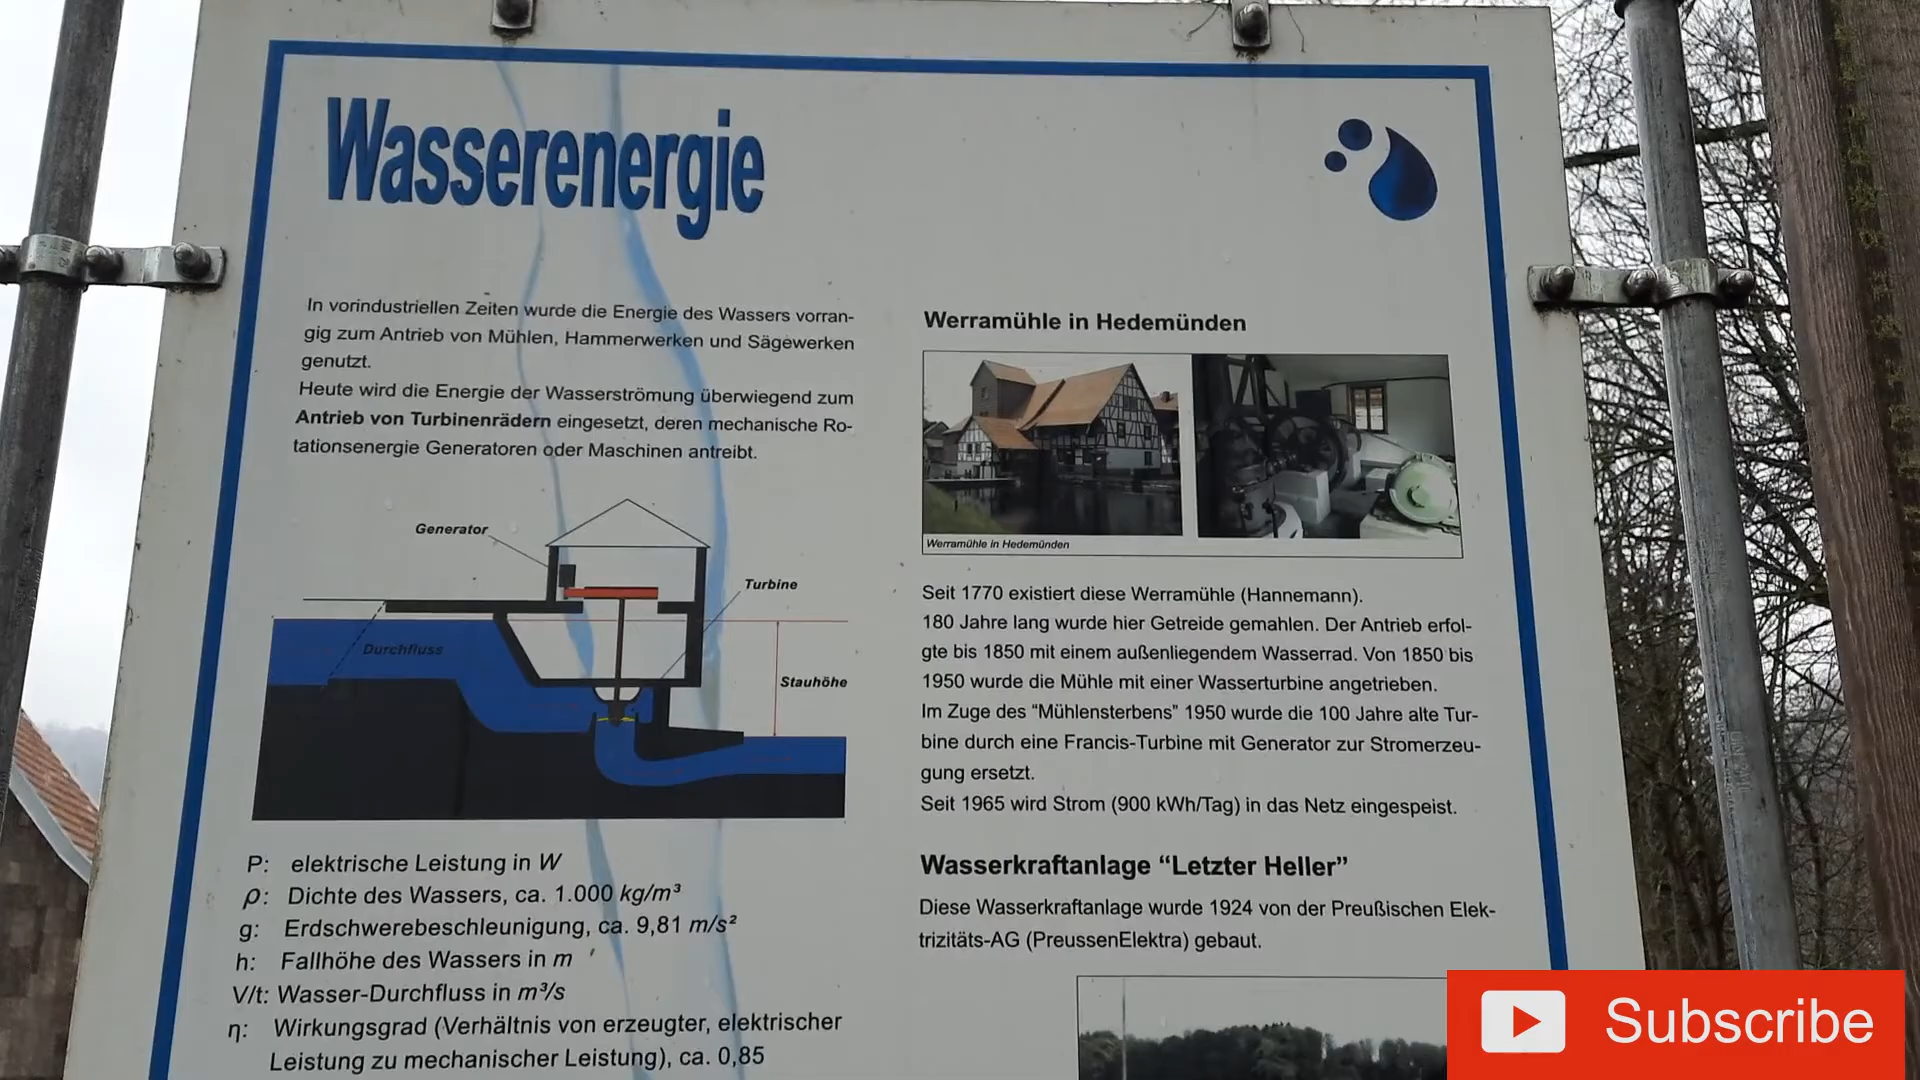 Wasserenergie
In vorindustriellen Zeiten wurde die Energie des Wassers vorran-
gig zum Antrieb von Mühlen, Hammerwerken und Sägewerken
genutzt.
Heute wird die Energie der Wasserströmung überwiegend zum
Antrieb von Turbinenrädern eingesetzt, deren mechanische Ro-
tationsenergie Generatoren oder Maschinen antreibt.
Generator
Turbine
Durchfluss
Stauhöhe
P: elektrische Leistung in W
ρ: Dichte des Wassers, ca. 1.000 kg/m³
g: Erdschwerebeschleunigung, ca. 9,81 m/s²
h: Fallhöhe des Wassers in m
V/t: Wasser-Durchfluss in m³/s
η: Wirkungsgrad (Verhältnis von erzeugter, elektrischer
Leistung zu mechanischer Leistung), ca. 0,85
Werramühle in Hedemünden
Werramühle in Hedemünden
Seit 1770 existiert diese Werramühle (Hannemann).
180 Jahre lang wurde hier Getreide gemahlen. Der Antrieb erfol-
gte bis 1850 mit einem außenliegendem Wasserrad. Von 1850 bis
1950 wurde die Mühle mit einer Wasserturbine angetrieben.
Im Zuge des “Mühlensterbens” 1950 wurde die 100 Jahre alte Tur-
bine durch eine Francis-Turbine mit Generator zur Stromerzeu-
gung ersetzt.
Seit 1965 wird Strom (900 kWh/Tag) in das Netz eingespeist.
Wasserkraftanlage “Letzter Heller”
Diese Wasserkraftanlage wurde 1924 von der Preußischen Elek-
trizitäts-AG (PreussenElektra) gebaut.
Subscribe